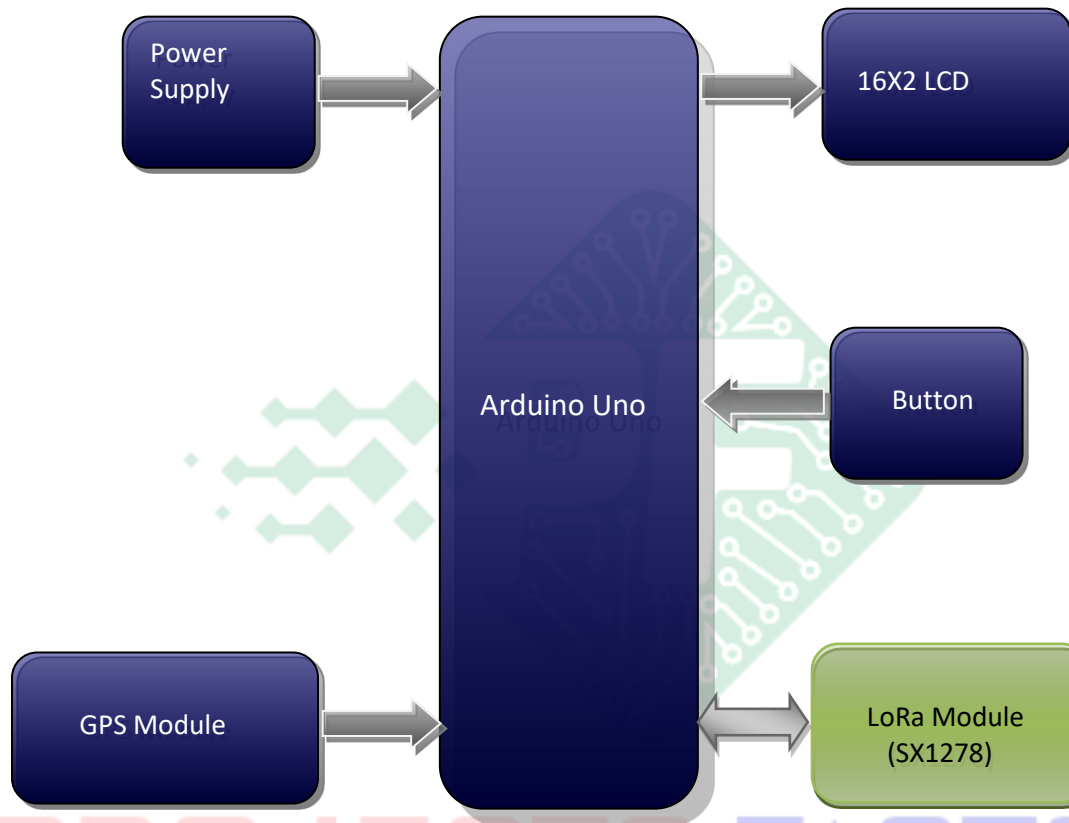 Power
Supply
16X2 LCD
Arduino Uno
Button
GPS Module
LoRa Module
(SX1278)